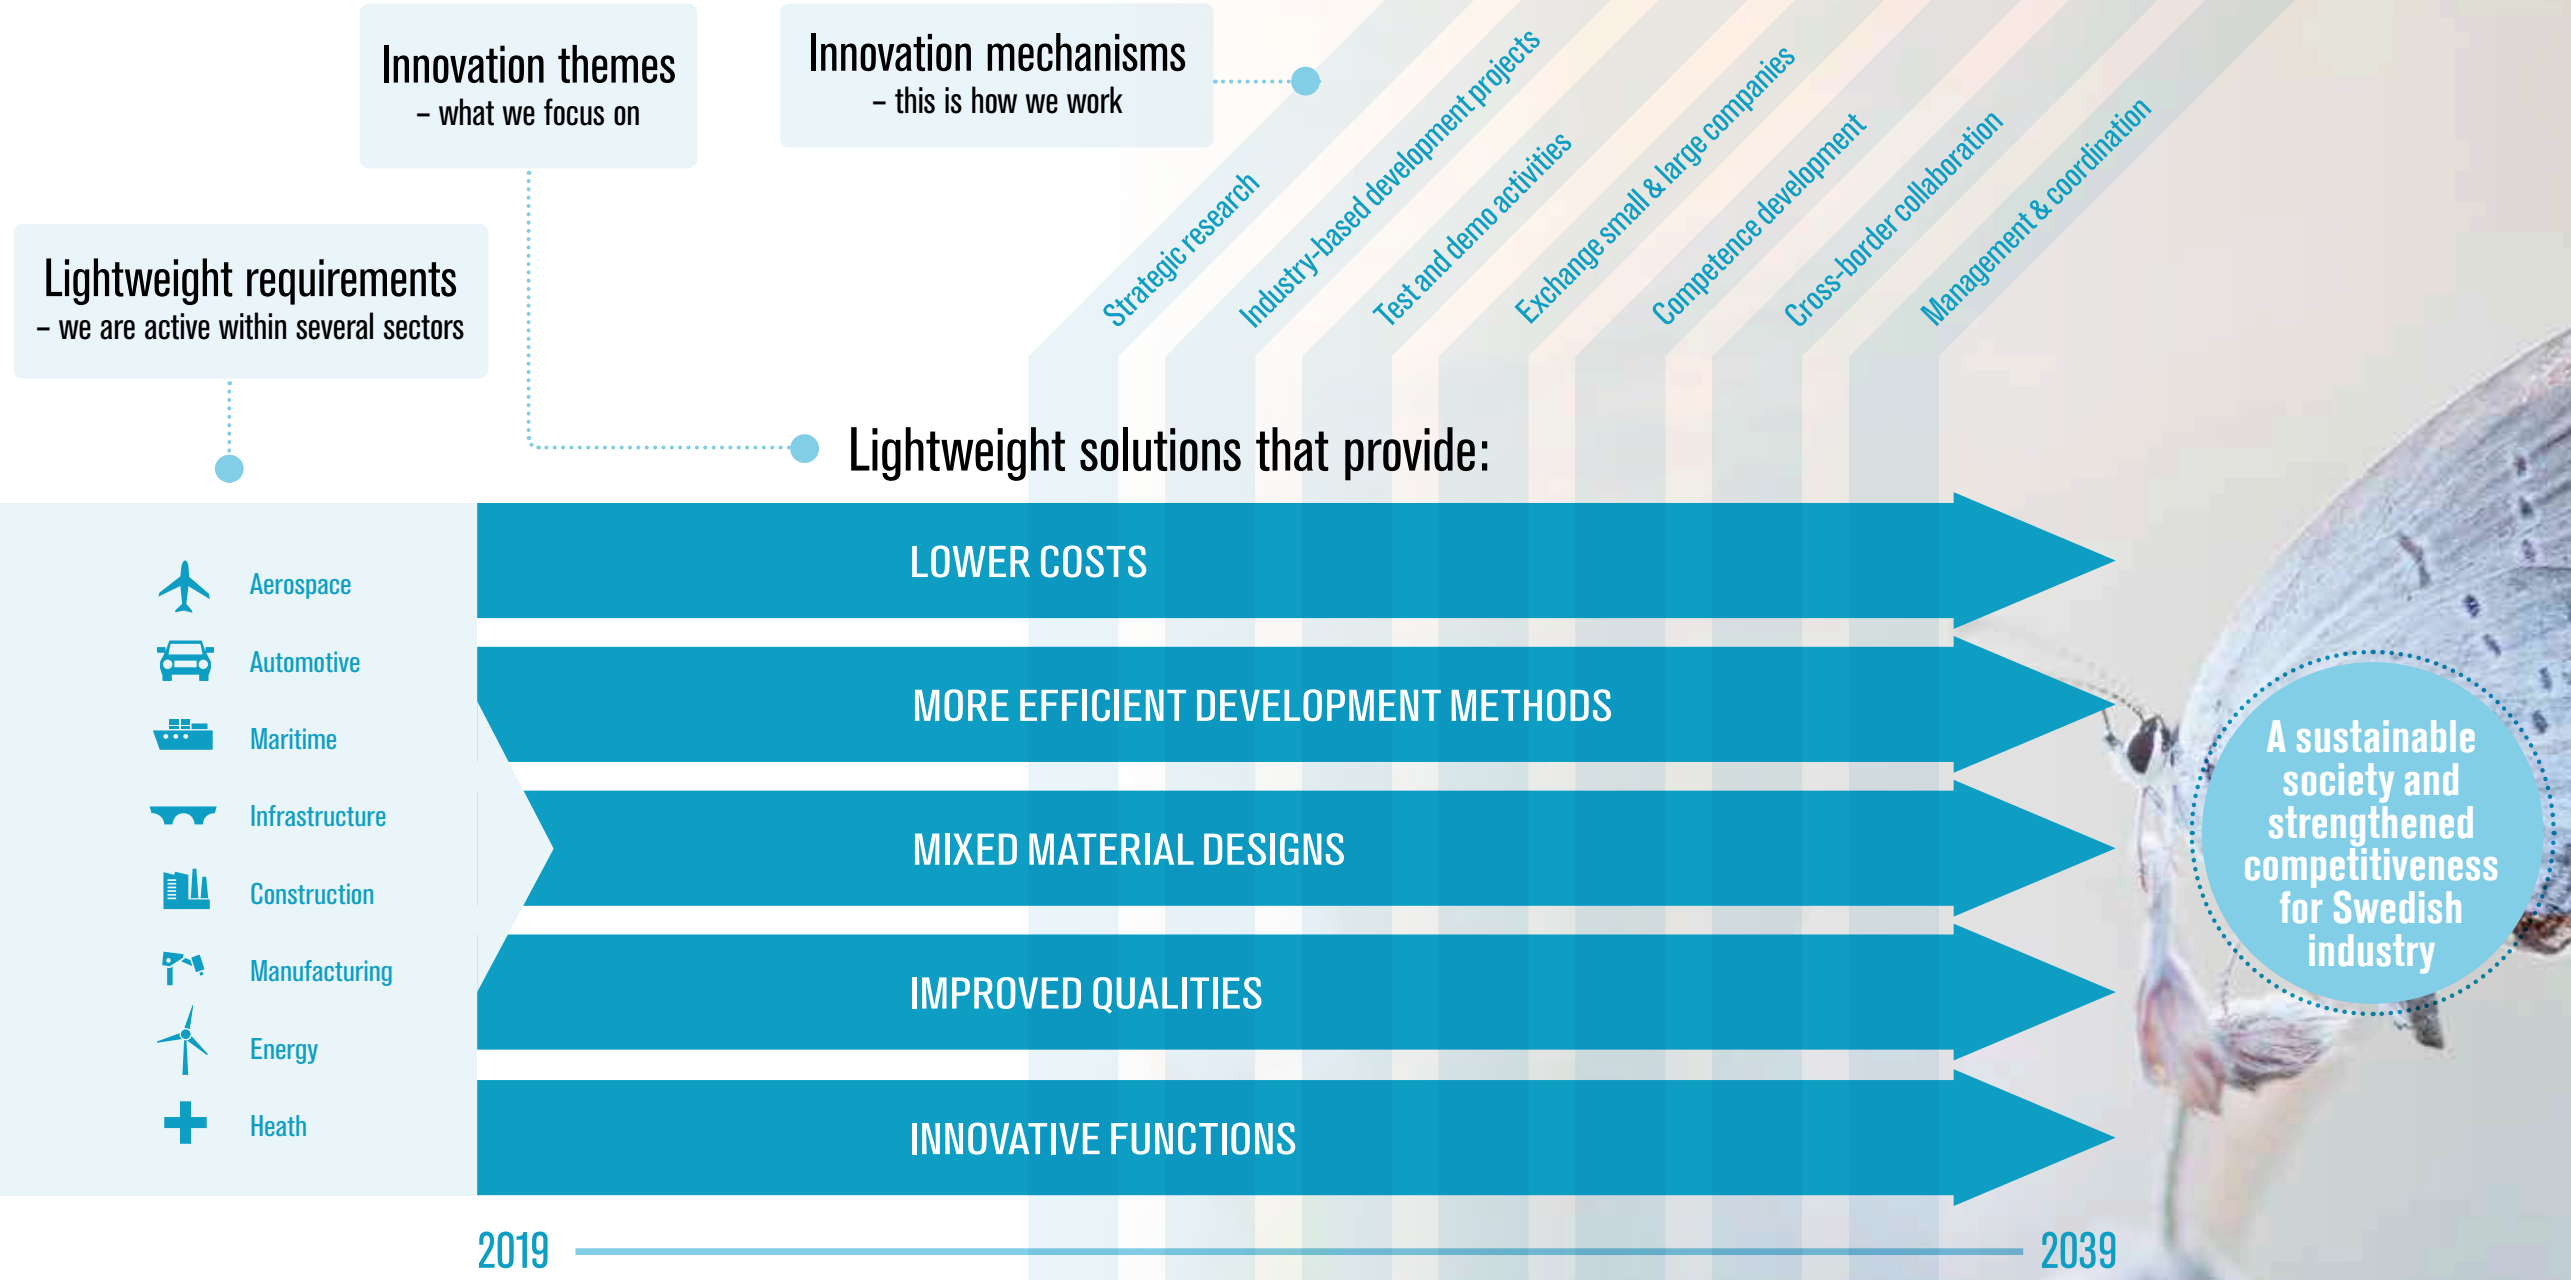 Innovation themes
– what we focus on
Innovation mechanisms
– this is how we work
Lightweight requirements
– we are active within several sectors
Strategic research
Industry-based development projects
Test and demo activities
Exchange small & large companies
Competence development
Cross-border collaboration
Management & coordination
Lightweight solutions that provide:
Aerospace
Automotive
Maritime
Infrastructure
Construction
Manufacturing
Energy
Heath
LOWER COSTS
MORE EFFICIENT DEVELOPMENT METHODS
MIXED MATERIAL DESIGNS
IMPROVED QUALITIES
INNOVATIVE FUNCTIONS
A sustainable
society and
strengthened
competitiveness
for Swedish
industry
2019
2039